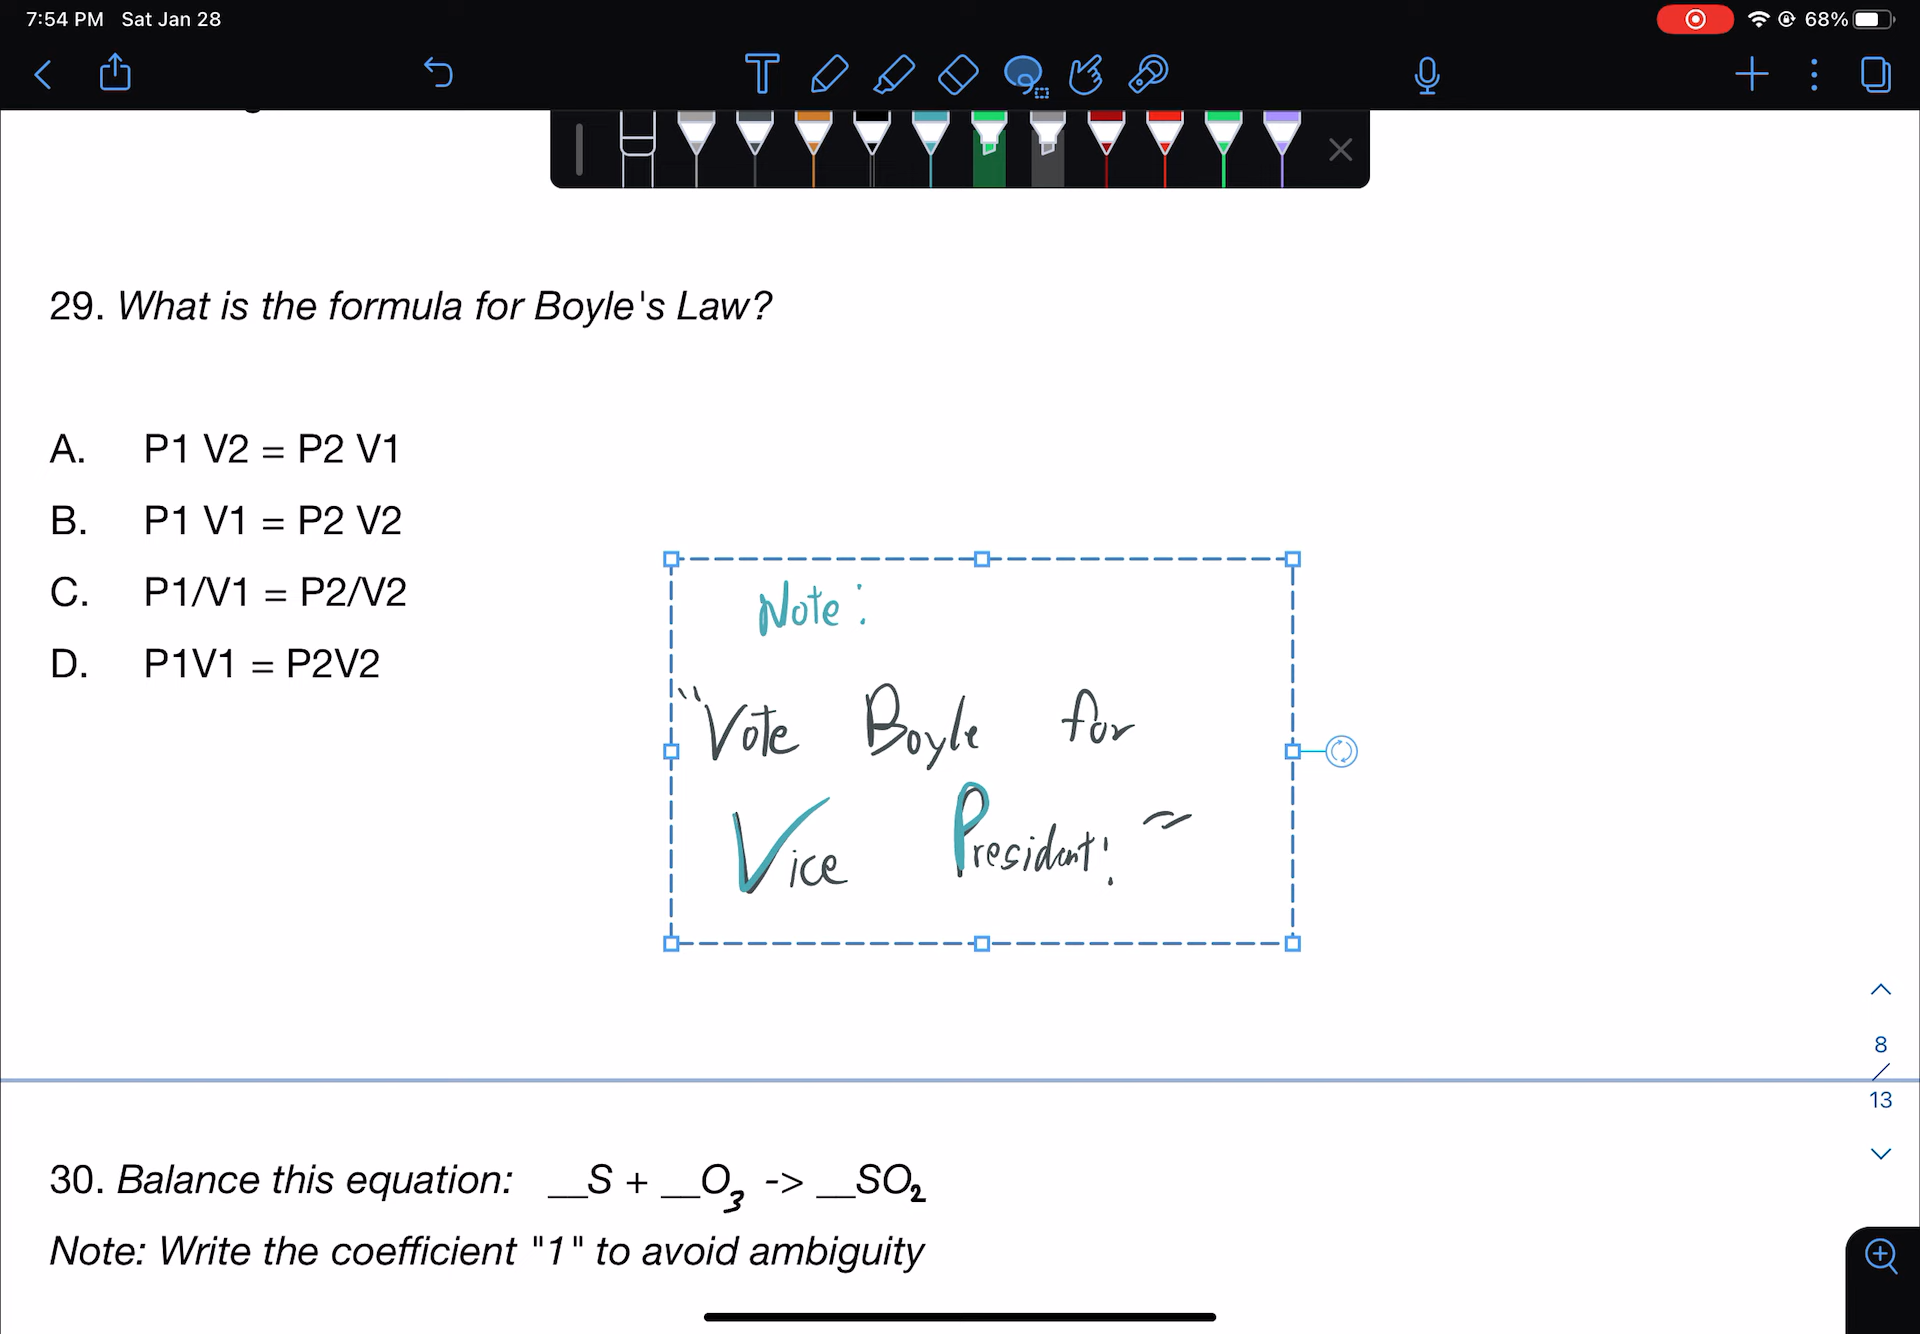 7:54 PM Sat Jan 28
68%
29. What is the formula for Boyle's Law?
A. P1 V2 = P2 V1
B. P1 V1 = P2 V2
C. P1/V1 = P2/V2
D. P1V1 = P2V2
Note:
"Vote Boyle for
Vice President!"
8
/
13
30. Balance this equation: __S + __O₃ -> __SO₂
Note: Write the coefficient "1" to avoid ambiguity